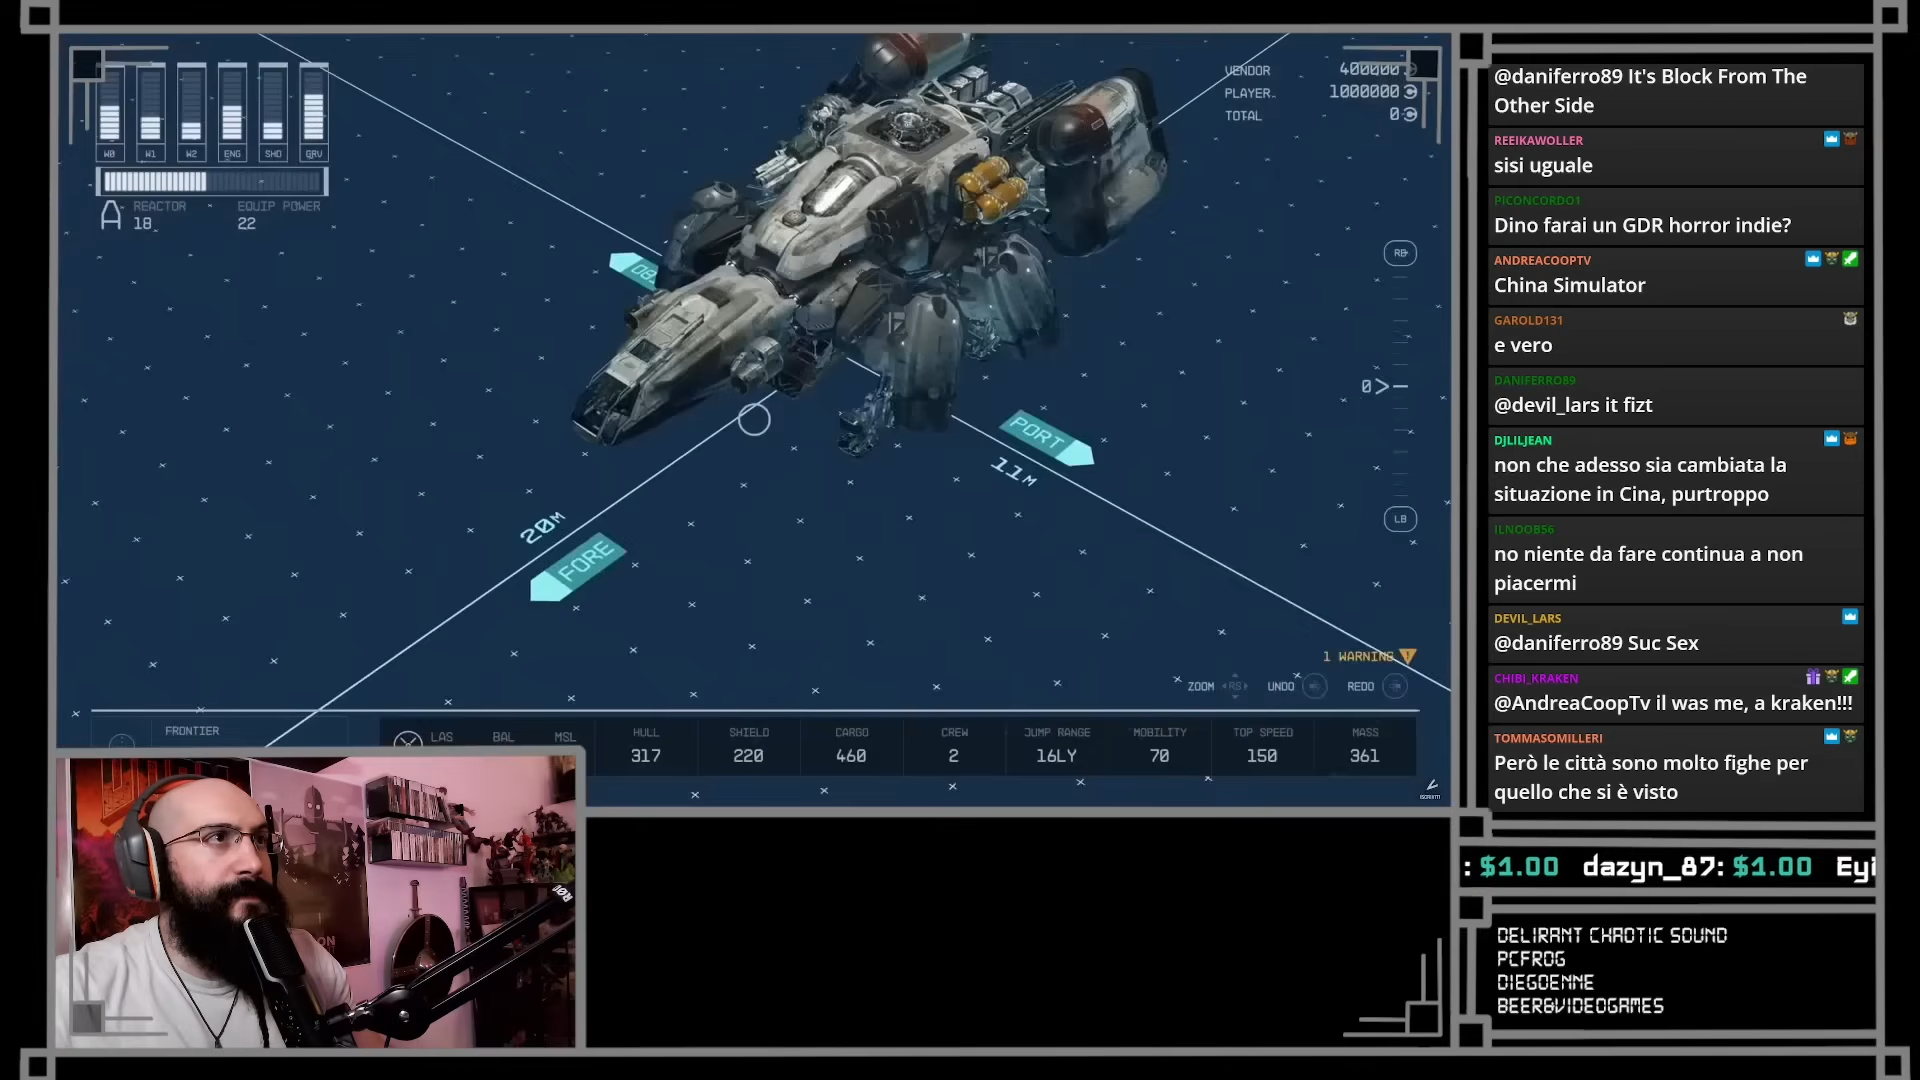 VENDOR 400000
PLAYER 1000000
TOTAL 0
W0 W1 W2 ENG SHD GRV
REACTOR EQUIP POWER
18 22
RB
0>
LB
PORT
11M
20M
FORE
1 WARNING
ZOOM RS UNDO REDO
FRONTIER
LAS BAL MSL HULL SHIELD CARGO CREW JUMP RANGE MOBILITY TOP SPEED MASS
317 220 460 2 16LY 70 150 361
@daniferro89 It's Block From The
Other Side
REEIKAWOLLER
sisi uguale
PICONCORDO1
Dino farai un GDR horror indie?
ANDREACOOPTV
China Simulator
GAROLD131
e vero
DANIFERRO89
@devil_lars it fizt
DJLILJEAN
non che adesso sia cambiata la
situazione in Cina, purtroppo
ILNOOB56
no niente da fare continua a non
piacermi
DEVIL_LARS
@daniferro89 Suc Sex
CHIBI_KRAKEN
@AndreaCoopTv il was me, a kraken!!!
TOMMASOMILLERI
Però le città sono molto fighe per
quello che si è visto
: $1.00 dazyn_87: $1.00 Eyi
DELIRANT CHAOTIC SOUND
PCFROG
DIEGOENNE
BEER&VIDEOGAMES